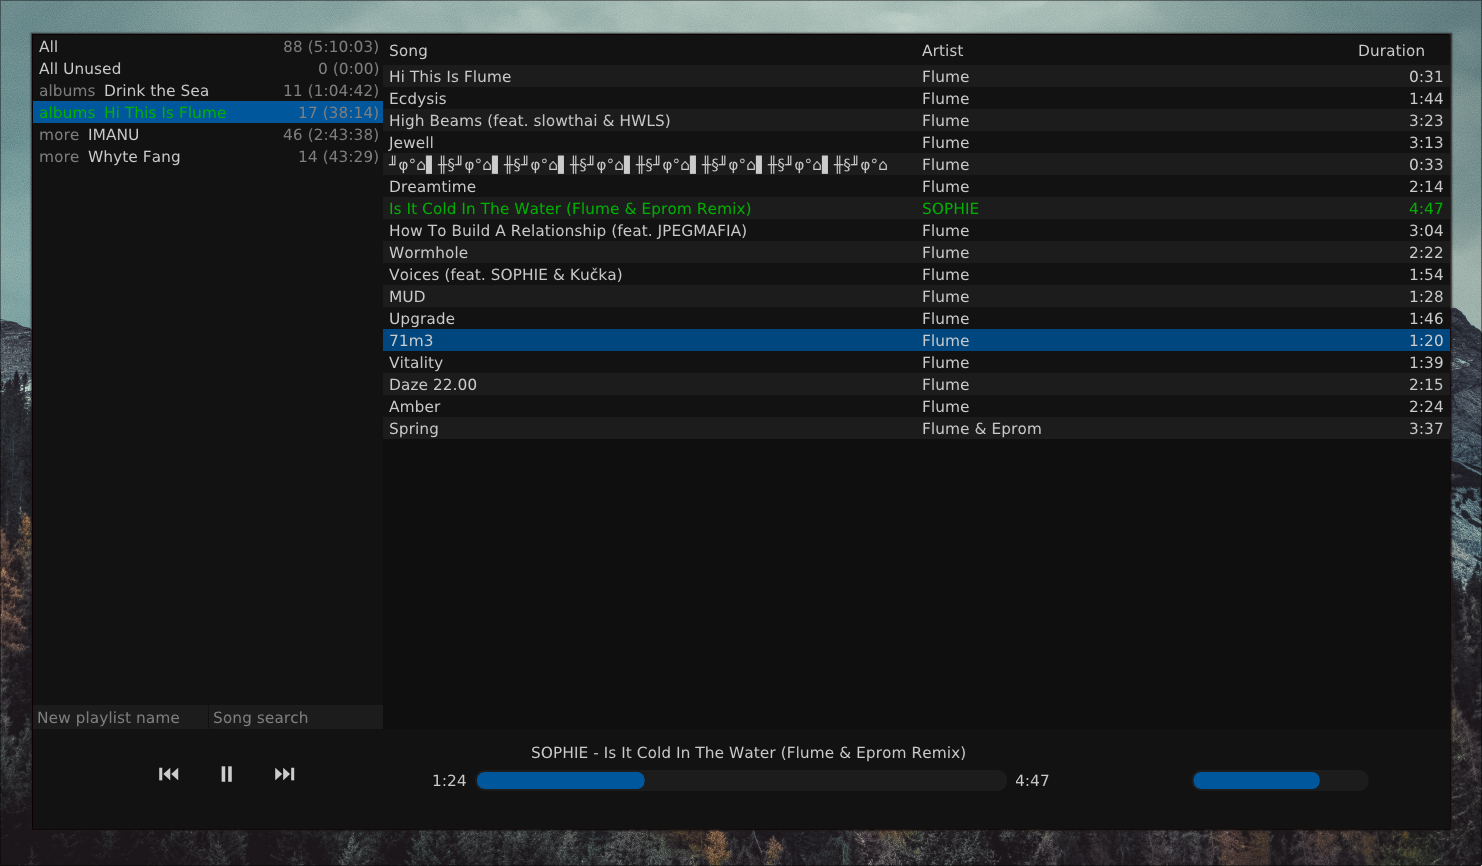 All 88 (5:10:03)
All Unused 0 (0:00)
albums Drink the Sea 11 (1:04:42)
albums Hi This Is Flume 17 (38:14)
more IMANU 46 (2:43:38)
more Whyte Fang 14 (43:29)
New playlist name Song search
Song Artist Duration
Hi This Is Flume Flume 0:31
Ecdysis Flume 1:44
High Beams (feat. slowthai & HWLS) Flume 3:23
Jewell Flume 3:13
╜φ°⌂▌╫§╜φ°⌂▌╫§╜φ°⌂▌╫§╜φ°⌂▌╫§╜φ°⌂▌╫§╜φ°⌂▌╫§╜φ°⌂▌╫§╜φ°⌂ Flume 0:33
Dreamtime Flume 2:14
Is It Cold In The Water (Flume & Eprom Remix) SOPHIE 4:47
How To Build A Relationship (feat. JPEGMAFIA) Flume 3:04
Wormhole Flume 2:22
Voices (feat. SOPHIE & Kučka) Flume 1:54
MUD Flume 1:28
Upgrade Flume 1:46
71m3 Flume 1:20
Vitality Flume 1:39
Daze 22.00 Flume 2:15
Amber Flume 2:24
Spring Flume & Eprom 3:37
SOPHIE - Is It Cold In The Water (Flume & Eprom Remix)
1:24 4:47